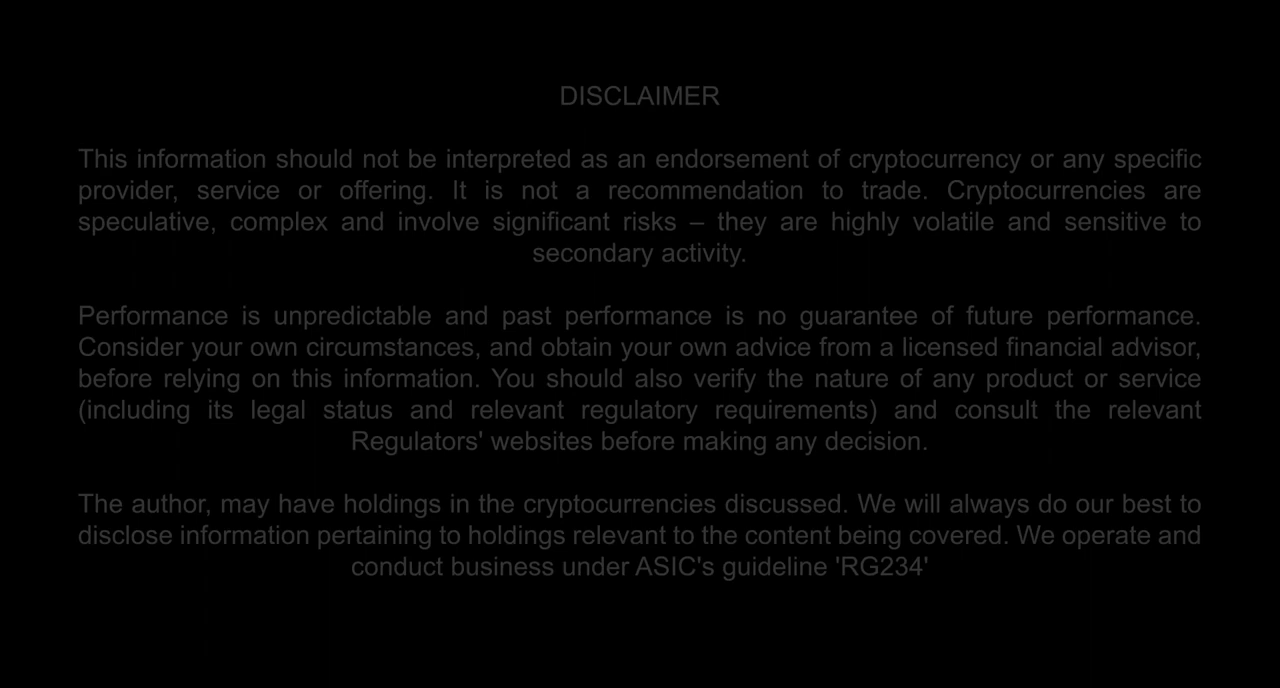 DISCLAIMER
This information should not be interpreted as an endorsement of cryptocurrency or any specific
provider, service or offering. It is not a recommendation to trade. Cryptocurrencies are
speculative, complex and involve significant risks – they are highly volatile and sensitive to
secondary activity.
Performance is unpredictable and past performance is no guarantee of future performance.
Consider your own circumstances, and obtain your own advice from a licensed financial advisor,
before relying on this information. You should also verify the nature of any product or service
(including its legal status and relevant regulatory requirements) and consult the relevant
Regulators' websites before making any decision.
The author, may have holdings in the cryptocurrencies discussed. We will always do our best to
disclose information pertaining to holdings relevant to the content being covered. We operate and
conduct business under ASIC's guideline 'RG234'